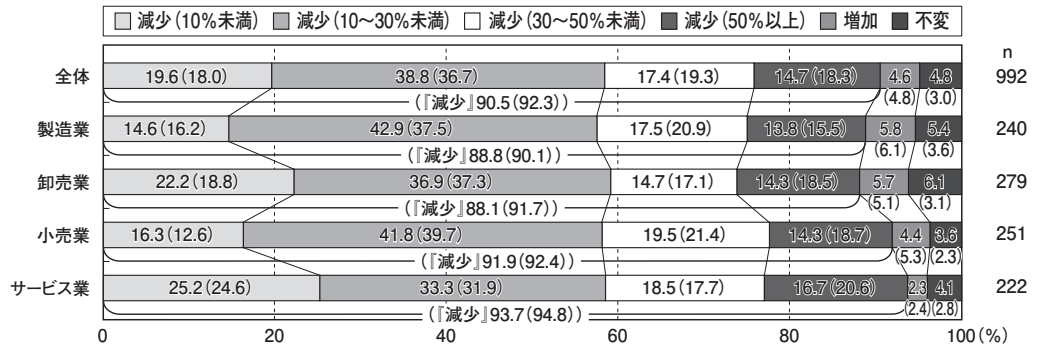 減少(10%未満) 減少(10~30%未満) 減少(30~50%未満) 減少(50%以上) 増加 不変
n
全体 19.6(18.0) 38.8(36.7) 17.4(19.3) 14.7(18.3) 4.6 4.8 992
(『減少』90.5(92.3)) (4.8) (3.0)
製造業 14.6(16.2) 42.9(37.5) 17.5(20.9) 13.8(15.5) 5.8 5.4 240
(『減少』88.8(90.1)) (6.1) (3.6)
卸売業 22.2(18.8) 36.9(37.3) 14.7(17.1) 14.3(18.5) 5.7 6.1 279
(『減少』88.1(91.7)) (5.1) (3.1)
小売業 16.3(12.6) 41.8(39.7) 19.5(21.4) 14.3(18.7) 4.4 3.6 251
(『減少』91.9(92.4)) (5.3) (2.3)
サービス業 25.2(24.6) 33.3(31.9) 18.5(17.7) 16.7(20.6) 2.3 4.1 222
(『減少』93.7(94.8)) (2.4) (2.8)
0 20 40 60 80 100(%)